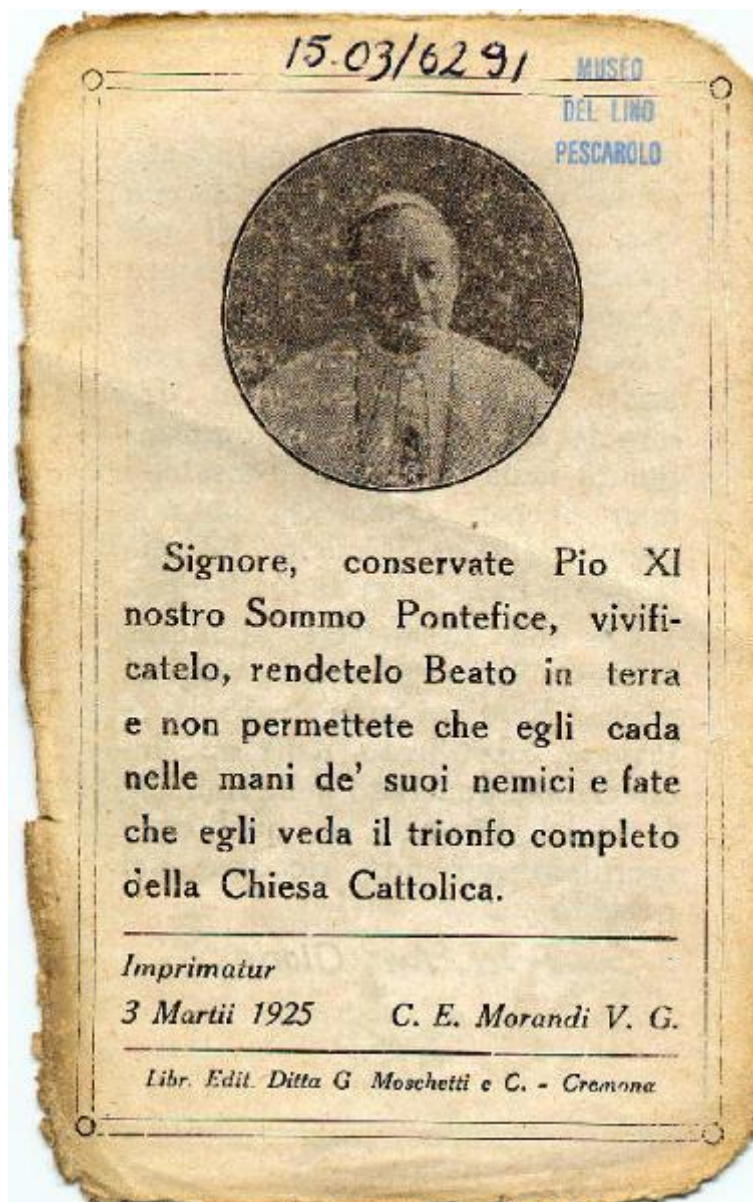 15.03/6291
MUSEO
DEL LINO
PESCAROLO
Signore, conservate Pio XI
nostro Sommo Pontefice, vivifi-
catelo, rendetelo Beato in terra
e non permettete che egli cada
nelle mani de' suoi nemici e fate
che egli veda il trionfo completo
della Chiesa Cattolica.
Imprimatur
3 Martii 1925 C. E. Morandi V. G.
Libr. Edit. Ditta G Moschetti e C. - Cremona